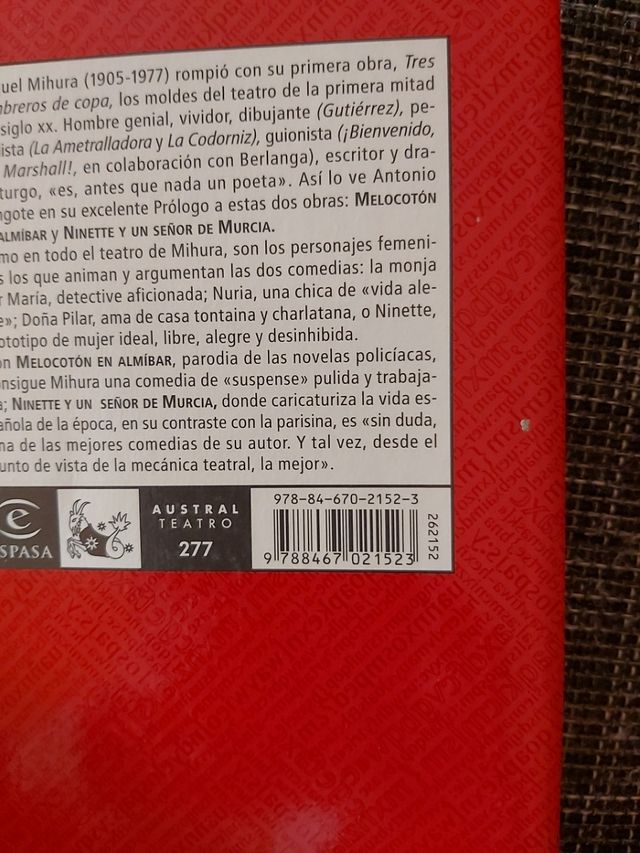 uel Mihura (1905-1977) rompió con su primera obra, Tres
mbreros de copa, los moldes del teatro de la primera mitad
siglo xx. Hombre genial, vividor, dibujante (Gutiérrez), pe-
ista (La Ametralladora y La Codorniz), guionista (¡Bienvenido,
Marshall!, en colaboración con Berlanga), escritor y dra-
turgo, «es, antes que nada un poeta». Así lo ve Antonio
ngote en su excelente Prólogo a estas dos obras: MELOCOTÓN
ALMÍBAR y NINETTE Y UN SEÑOR DE MURCIA.
mo en todo el teatro de Mihura, son los personajes femeni-
s los que animan y argumentan las dos comedias: la monja
r María, detective aficionada; Nuria, una chica de «vida ale-
e»; Doña Pilar, ama de casa tontaina y charlatana, o Ninette,
ototipo de mujer ideal, libre, alegre y desinhibida.
on MELOCOTÓN EN ALMÍBAR, parodia de las novelas policíacas,
nsigue Mihura una comedia de «suspense» pulida y trabaja-
a; NINETTE Y UN SEÑOR DE MURCIA, donde caricaturiza la vida es-
añola de la época, en su contraste con la parisina, es «sin duda,
na de las mejores comedias de su autor. Y tal vez, desde el
unto de vista de la mecánica teatral, la mejor».
SPASA
AUSTRAL
TEATRO
277
978-84-670-2152-3
9 788467 021523
262152